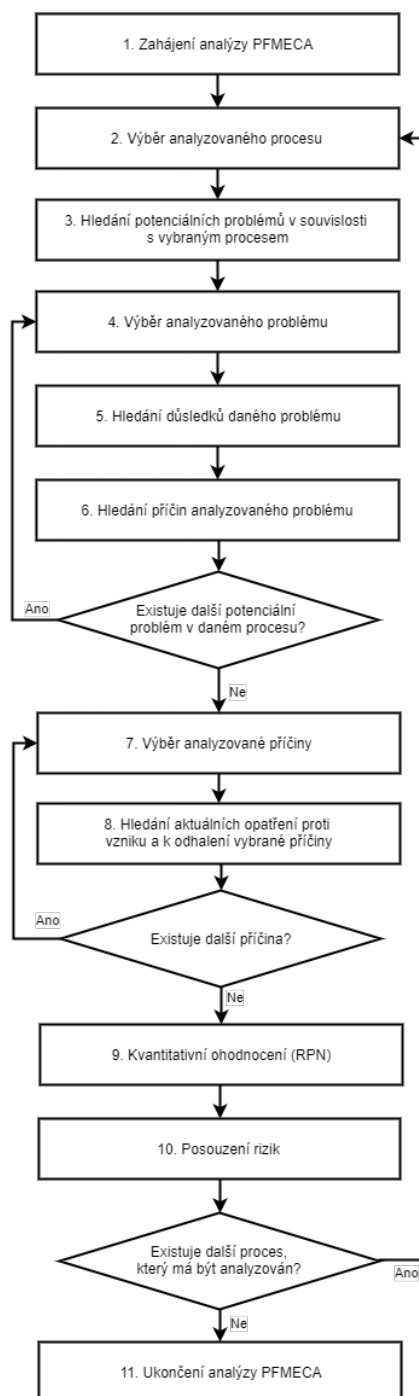 1. Zahájení analýzy PFMECA
2. Výběr analyzovaného procesu
3. Hledání potenciálních problémů v souvislosti
s vybraným procesem
4. Výběr analyzovaného problému
5. Hledání důsledků daného problému
6. Hledání příčin analyzovaného problému
Existuje další potenciální
problém v daném procesu?
Ano
Ne
7. Výběr analyzované příčiny
8. Hledání aktuálních opatření proti
vzniku a k odhalení vybrané příčiny
Existuje další příčina?
Ano
Ne
9. Kvantitativní ohodnocení (RPN)
10. Posouzení rizik
Existuje další proces,
který má být analyzován?
Ano
Ne
11. Ukončení analýzy PFMECA